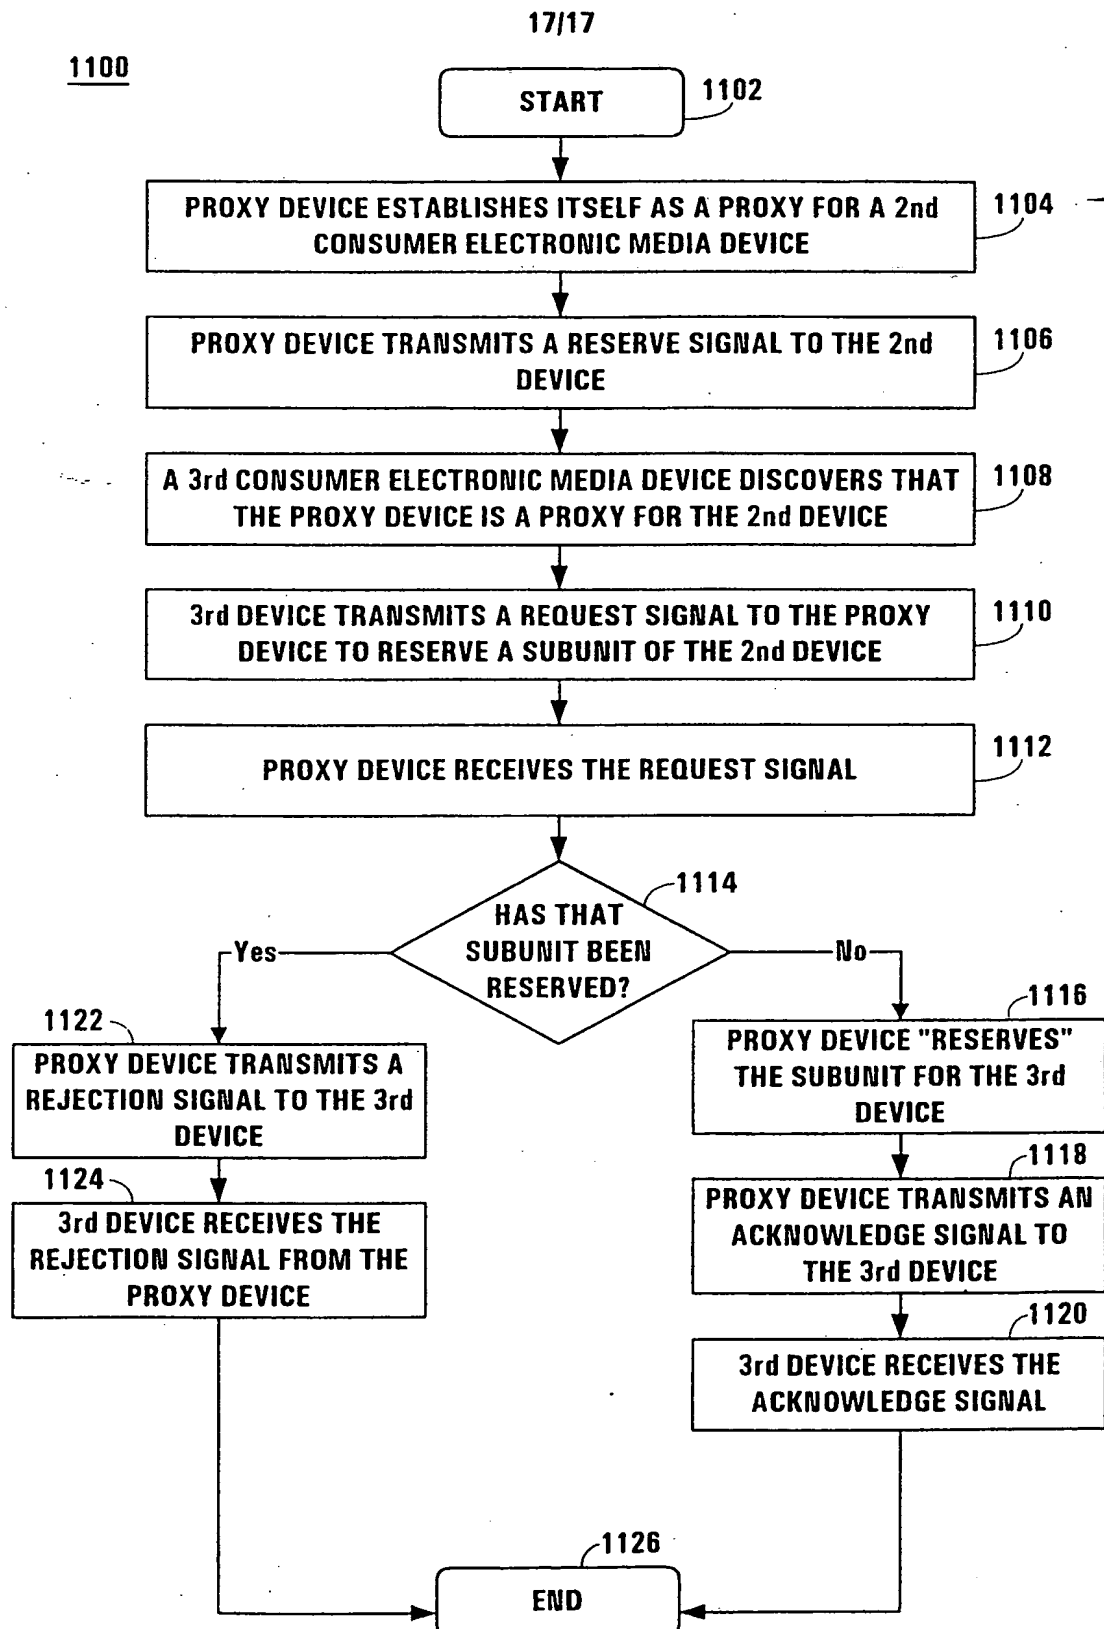 17/17
1100
START
1102
PROXY DEVICE ESTABLISHES ITSELF AS A PROXY FOR A 2nd
CONSUMER ELECTRONIC MEDIA DEVICE
1104
PROXY DEVICE TRANSMITS A RESERVE SIGNAL TO THE 2nd
DEVICE
1106
A 3rd CONSUMER ELECTRONIC MEDIA DEVICE DISCOVERS THAT
THE PROXY DEVICE IS A PROXY FOR THE 2nd DEVICE
1108
3rd DEVICE TRANSMITS A REQUEST SIGNAL TO THE PROXY
DEVICE TO RESERVE A SUBUNIT OF THE 2nd DEVICE
1110
PROXY DEVICE RECEIVES THE REQUEST SIGNAL
1112
HAS THAT
SUBUNIT BEEN
RESERVED?
1114
Yes
No
1122
PROXY DEVICE TRANSMITS A
REJECTION SIGNAL TO THE 3rd
DEVICE
1124
3rd DEVICE RECEIVES THE
REJECTION SIGNAL FROM THE
PROXY DEVICE
1116
PROXY DEVICE "RESERVES"
THE SUBUNIT FOR THE 3rd
DEVICE
1118
PROXY DEVICE TRANSMITS AN
ACKNOWLEDGE SIGNAL TO
THE 3rd DEVICE
1120
3rd DEVICE RECEIVES THE
ACKNOWLEDGE SIGNAL
1126
END